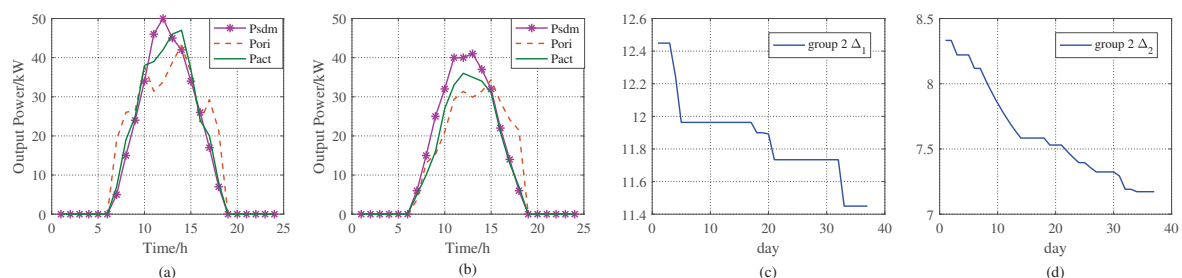 50
40
30
20
10
0
Output Power/kW
0 5 10 15 20 25
Time/h
Psdm
Pori
Pact
(a)
50
40
30
20
10
0
Output Power/kW
0 5 10 15 20 25
Time/h
Psdm
Pori
Pact
(b)
12.6
12.4
12.2
12
11.8
11.6
11.4
0 10 20 30 40
day
group 2 Δ₁
(c)
8.5
8
7.5
7
0 10 20 30 40
day
group 2 Δ₂
(d)